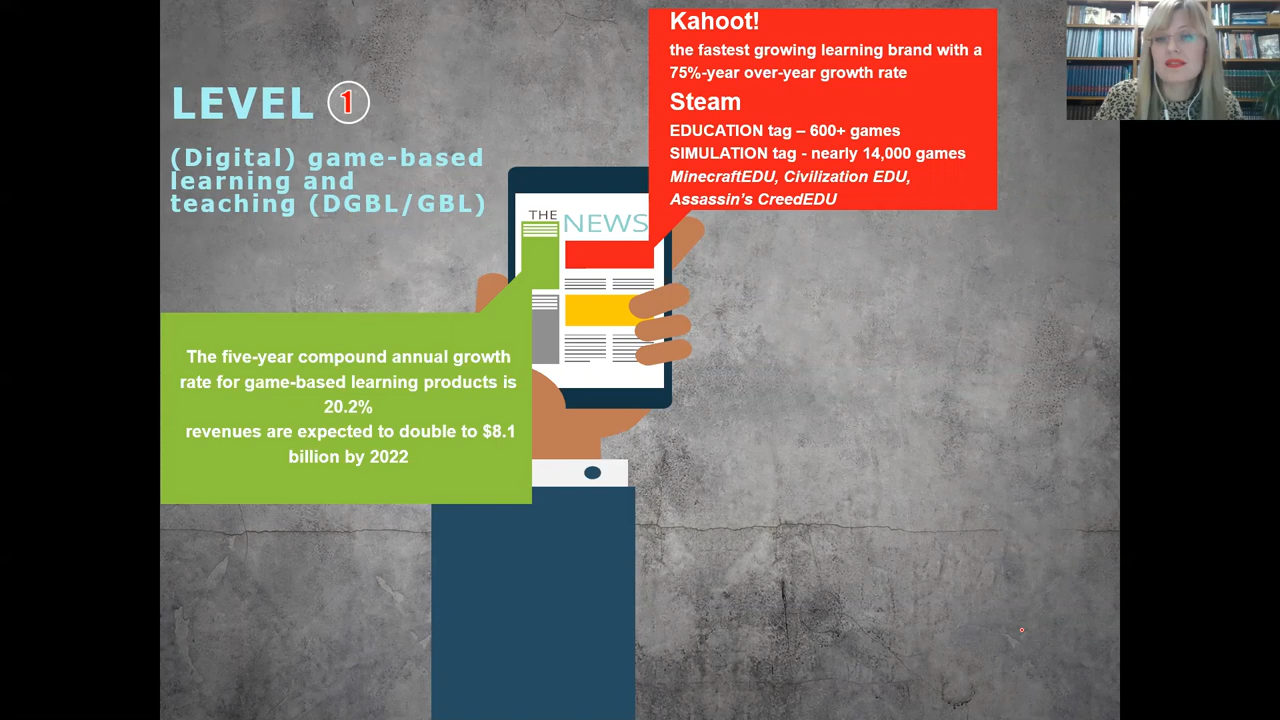 LEVEL 1
(Digital) game-based
learning and
teaching (DGBL/GBL)
Kahoot!
the fastest growing learning brand with a
75%-year over-year growth rate
Steam
EDUCATION tag – 600+ games
SIMULATION tag - nearly 14,000 games
MinecraftEDU, Civilization EDU,
Assassin's CreedEDU
THE NEWS
The five-year compound annual growth
rate for game-based learning products is
20.2%
revenues are expected to double to $8.1
billion by 2022